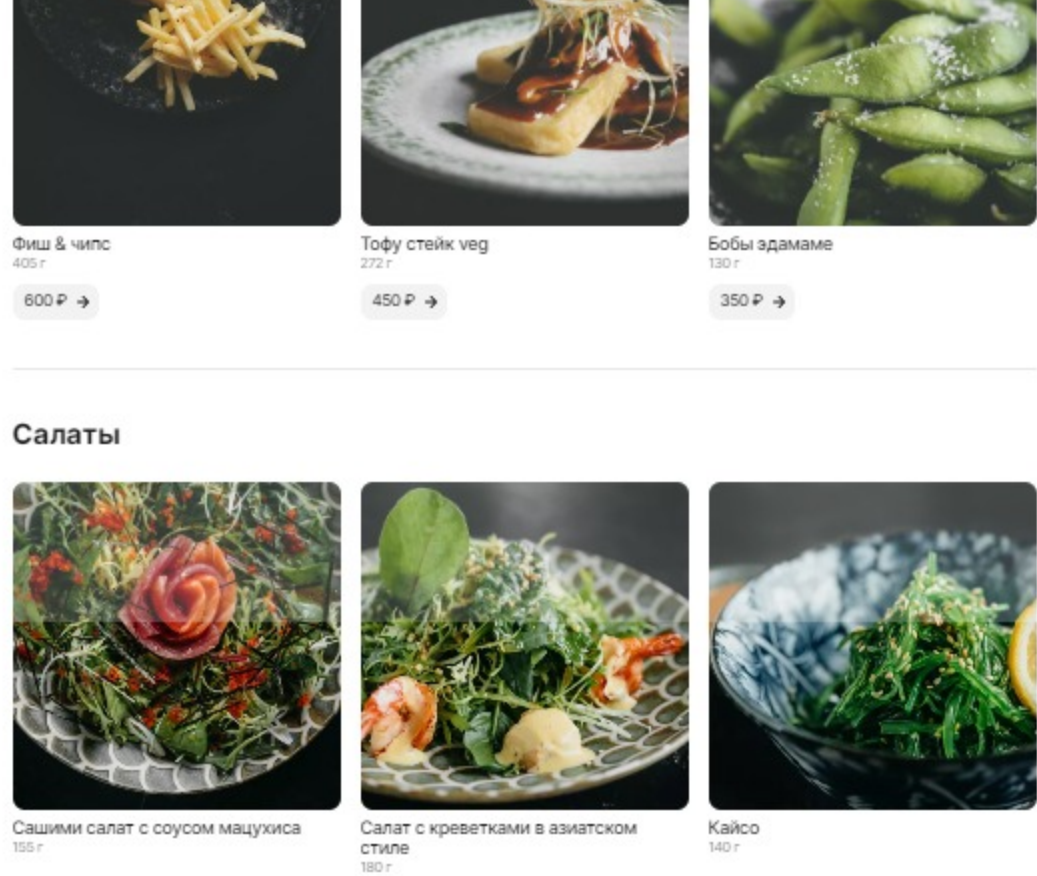 Фиш & чипс
405 г
600 ₽ →
Тофу стейк veg
272 г
450 ₽ →
Бобы эдамаме
130 г
350 ₽ →
Салаты
Сашими салат с соусом мацухиса
155 г
Салат с креветками в азиатском
стиле
180 г
Кайсо
140 г